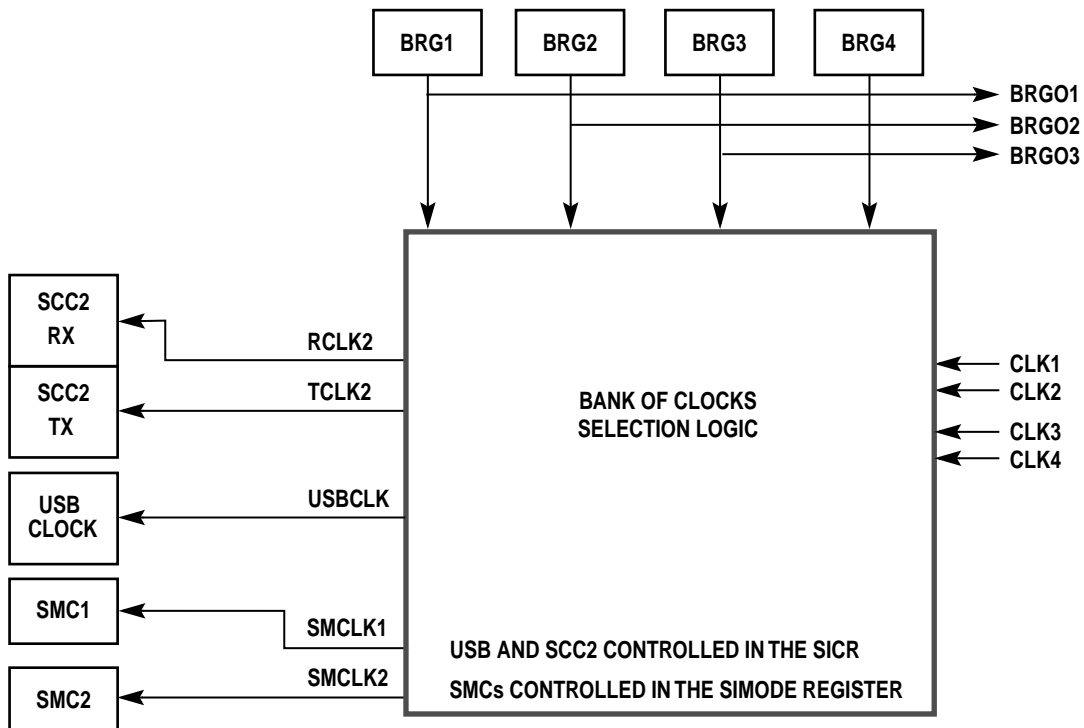 BRG1
BRG2
BRG3
BRG4
BRGO1
BRGO2
BRGO3
SCC2
RX
RCLK2
SCC2
TX
TCLK2
BANK OF CLOCKS
SELECTION LOGIC
CLK1
CLK2
CLK3
CLK4
USB
CLOCK
USBCLK
SMC1
SMCLK1
USB AND SCC2 CONTROLLED IN THE SICR
SMC2
SMCLK2
SMCs CONTROLLED IN THE SIMODE REGISTER